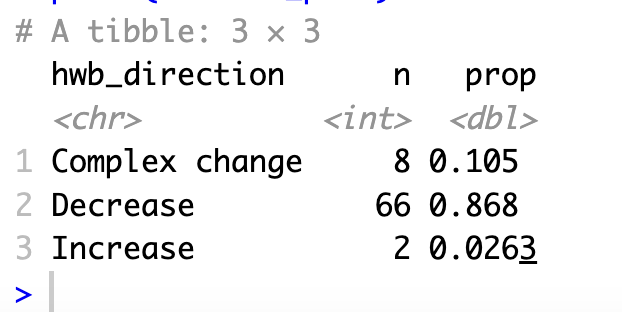 # A tibble: 3 × 3
hwb_direction n prop
<chr> <int> <dbl>
1 Complex change 8 0.105
2 Decrease 66 0.868
3 Increase 2 0.0263
>